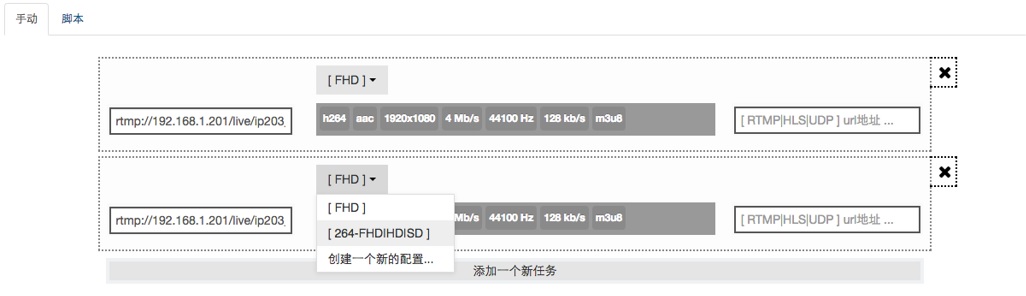 手动 脚本
[ FHD ]
rtmp://192.168.1.201/live/ip203_ h264 aac 1920x1080 4 Mb/s 44100 Hz 128 kb/s m3u8 [ RTMP|HLS|UDP ] url地址 ...
[ FHD ]
[ FHD ]
rtmp://192.168.1.201/live/ip203_ Mb/s 44100 Hz 128 kb/s m3u8 [ RTMP|HLS|UDP ] url地址 ...
[ 264-FHD|HD|SD ]
创建一个新的配置...
添加一个新任务